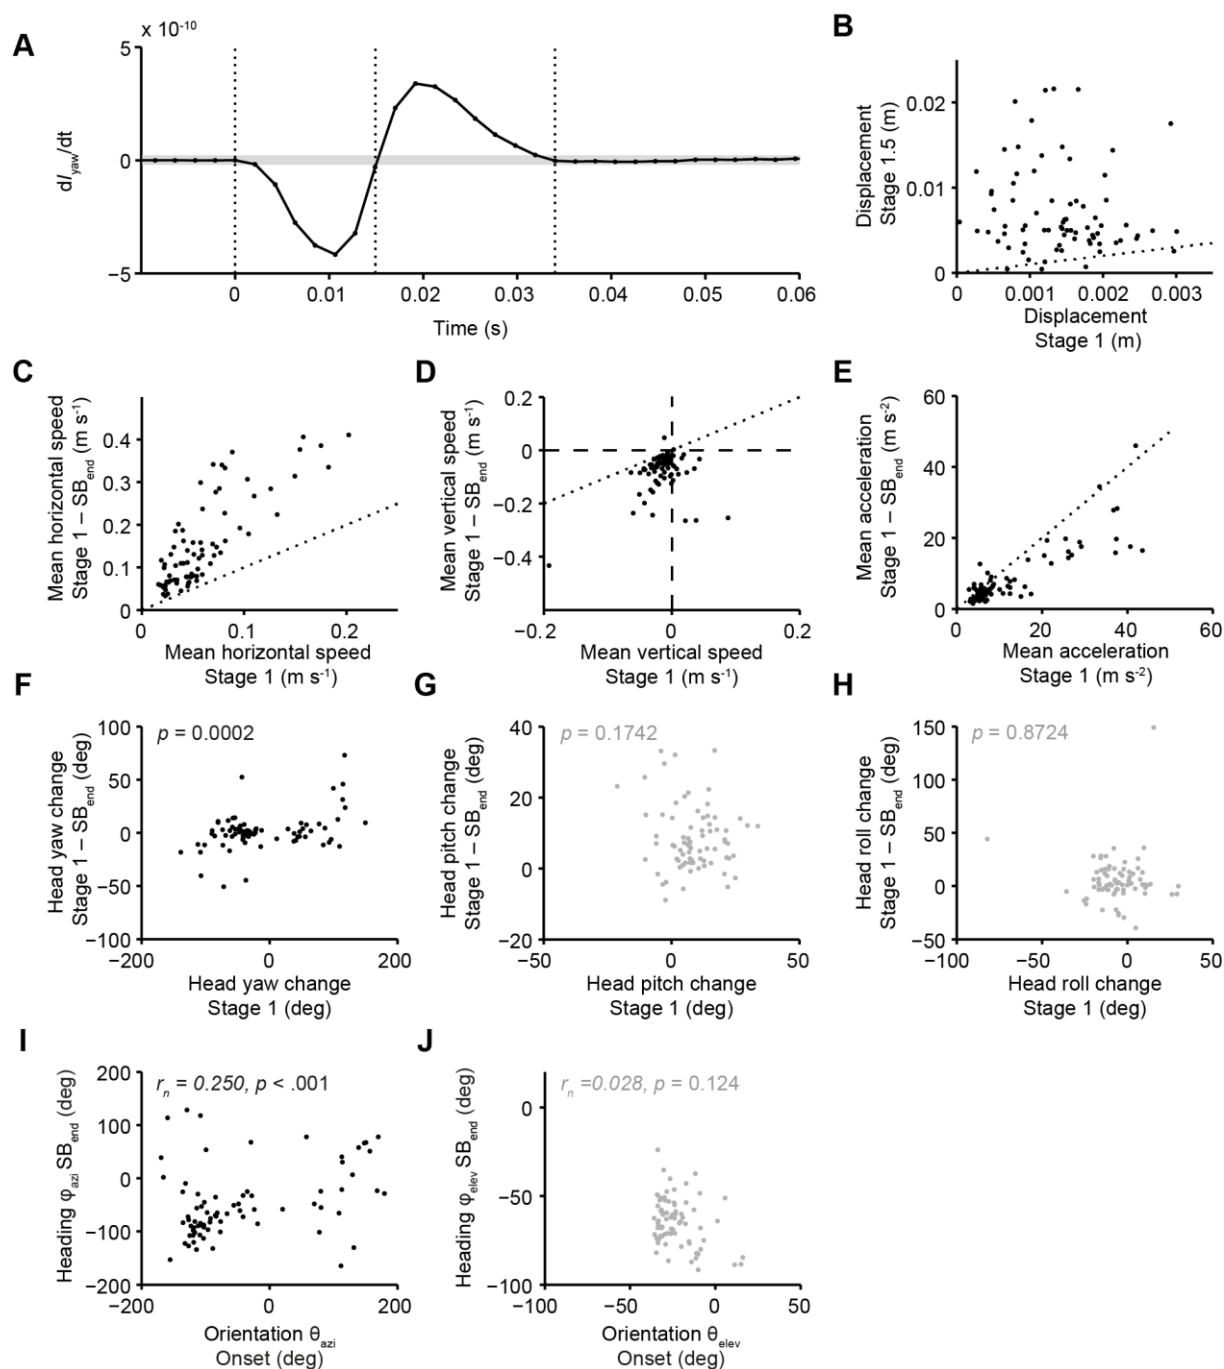 A
x 10⁻¹⁰
5
0
−5
dI_yaw/dt
0
0.01
0.02
0.03
0.04
0.05
0.06
Time (s)
B
Displacement
Stage 1.5 (m)
0.02
0.01
0
0
0.001
0.002
0.003
Displacement
Stage 1 (m)
C
Mean horizontal speed
Stage 1 – SB_end (m s⁻¹)
0.4
0.3
0.2
0.1
0
0
0.1
0.2
Mean horizontal speed
Stage 1 (m s⁻¹)
D
Mean vertical speed
Stage 1 – SB_end (m s⁻¹)
0.2
0
−0.2
−0.4
−0.2
0
0.2
Mean vertical speed
Stage 1 (m s⁻¹)
E
Mean acceleration
Stage 1 – SB_end (m s⁻²)
60
40
20
0
0
20
40
60
Mean acceleration
Stage 1 (m s⁻²)
F
Head yaw change
Stage 1 – SB_end (deg)
100
50
0
−50
−100
p = 0.0002
−200
0
200
Head yaw change
Stage 1 (deg)
G
Head pitch change
Stage 1 – SB_end (deg)
40
20
0
−20
p = 0.1742
−50
0
50
Head pitch change
Stage 1 (deg)
H
Head roll change
Stage 1 – SB_end (deg)
150
100
50
0
−50
p = 0.8724
−100
−50
0
50
Head roll change
Stage 1 (deg)
I
Heading φ_azi SB_end (deg)
200
100
0
−100
−200
r_n = 0.250, p < .001
−200
0
200
Orientation θ_azi
Onset (deg)
J
Heading φ_elev SB_end (deg)
0
−50
−100
r_n =0.028, p = 0.124
−100
−50
0
50
Orientation θ_elev
Onset (deg)